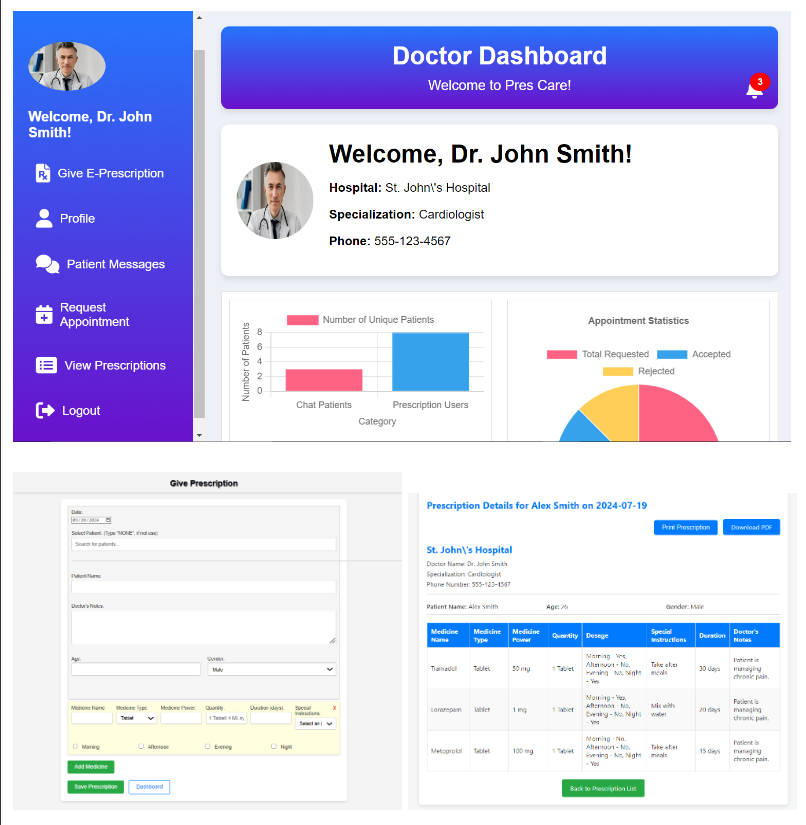 Welcome, Dr. John
Smith!
Give E-Prescription
Profile
Patient Messages
Request
Appointment
View Prescriptions
Logout
Doctor Dashboard
Welcome to Pres Care!
3
Welcome, Dr. John Smith!
Hospital: St. John\'s Hospital
Specialization: Cardiologist
Phone: 555-123-4567
Number of Unique Patients
Number of Patients
8
6
4
2
0
Chat Patients
Prescription Users
Category
Appointment Statistics
Total Requested
Accepted
Rejected
Give Prescription
Date:
Select Patient: (Type "NONE", if not use)
Search for patients...
Patient Name:
Doctor's Notes:
Age:
Gender:
Male
Medicine Name:
Medicine Type:
Medicine Power:
Quantity:
Duration (days):
Special
Instructions:
X
Tablet
Morning
Afternoon
Evening
Night
Add Medicine
Save Prescription
Dashboard
Prescription Details for Alex Smith on 2024-07-19
Print Prescription
Download PDF
St. John\'s Hospital
Doctor Name: Dr. John Smith
Specialization: Cardiologist
Phone Number: 555-123-4567
Patient Name: Alex Smith
Age: 26
Gender: Male
Medicine Name
Medicine Type
Medicine Power
Quantity
Dosage
Special Instructions
Duration
Doctor's Notes
Tramadol
Tablet
50 mg
1 Tablet
Morning - Yes,
Afternoon - No,
Evening - No, Night
- Yes
Take after
meals
30 days
Patient is
managing
chronic pain.
Lorazepam
Tablet
1 mg
1 Tablet
Morning - Yes,
Afternoon - No,
Evening - No, Night
- Yes
Mix with
water
20 days
Patient is
managing
chronic pain.
Metoprolol
Tablet
100 mg
1 Tablet
Morning - No,
Afternoon - No,
Evening - No, Night
- Yes
Take after
meals
15 days
Patient is
managing
chronic pain.
Back to Prescription List